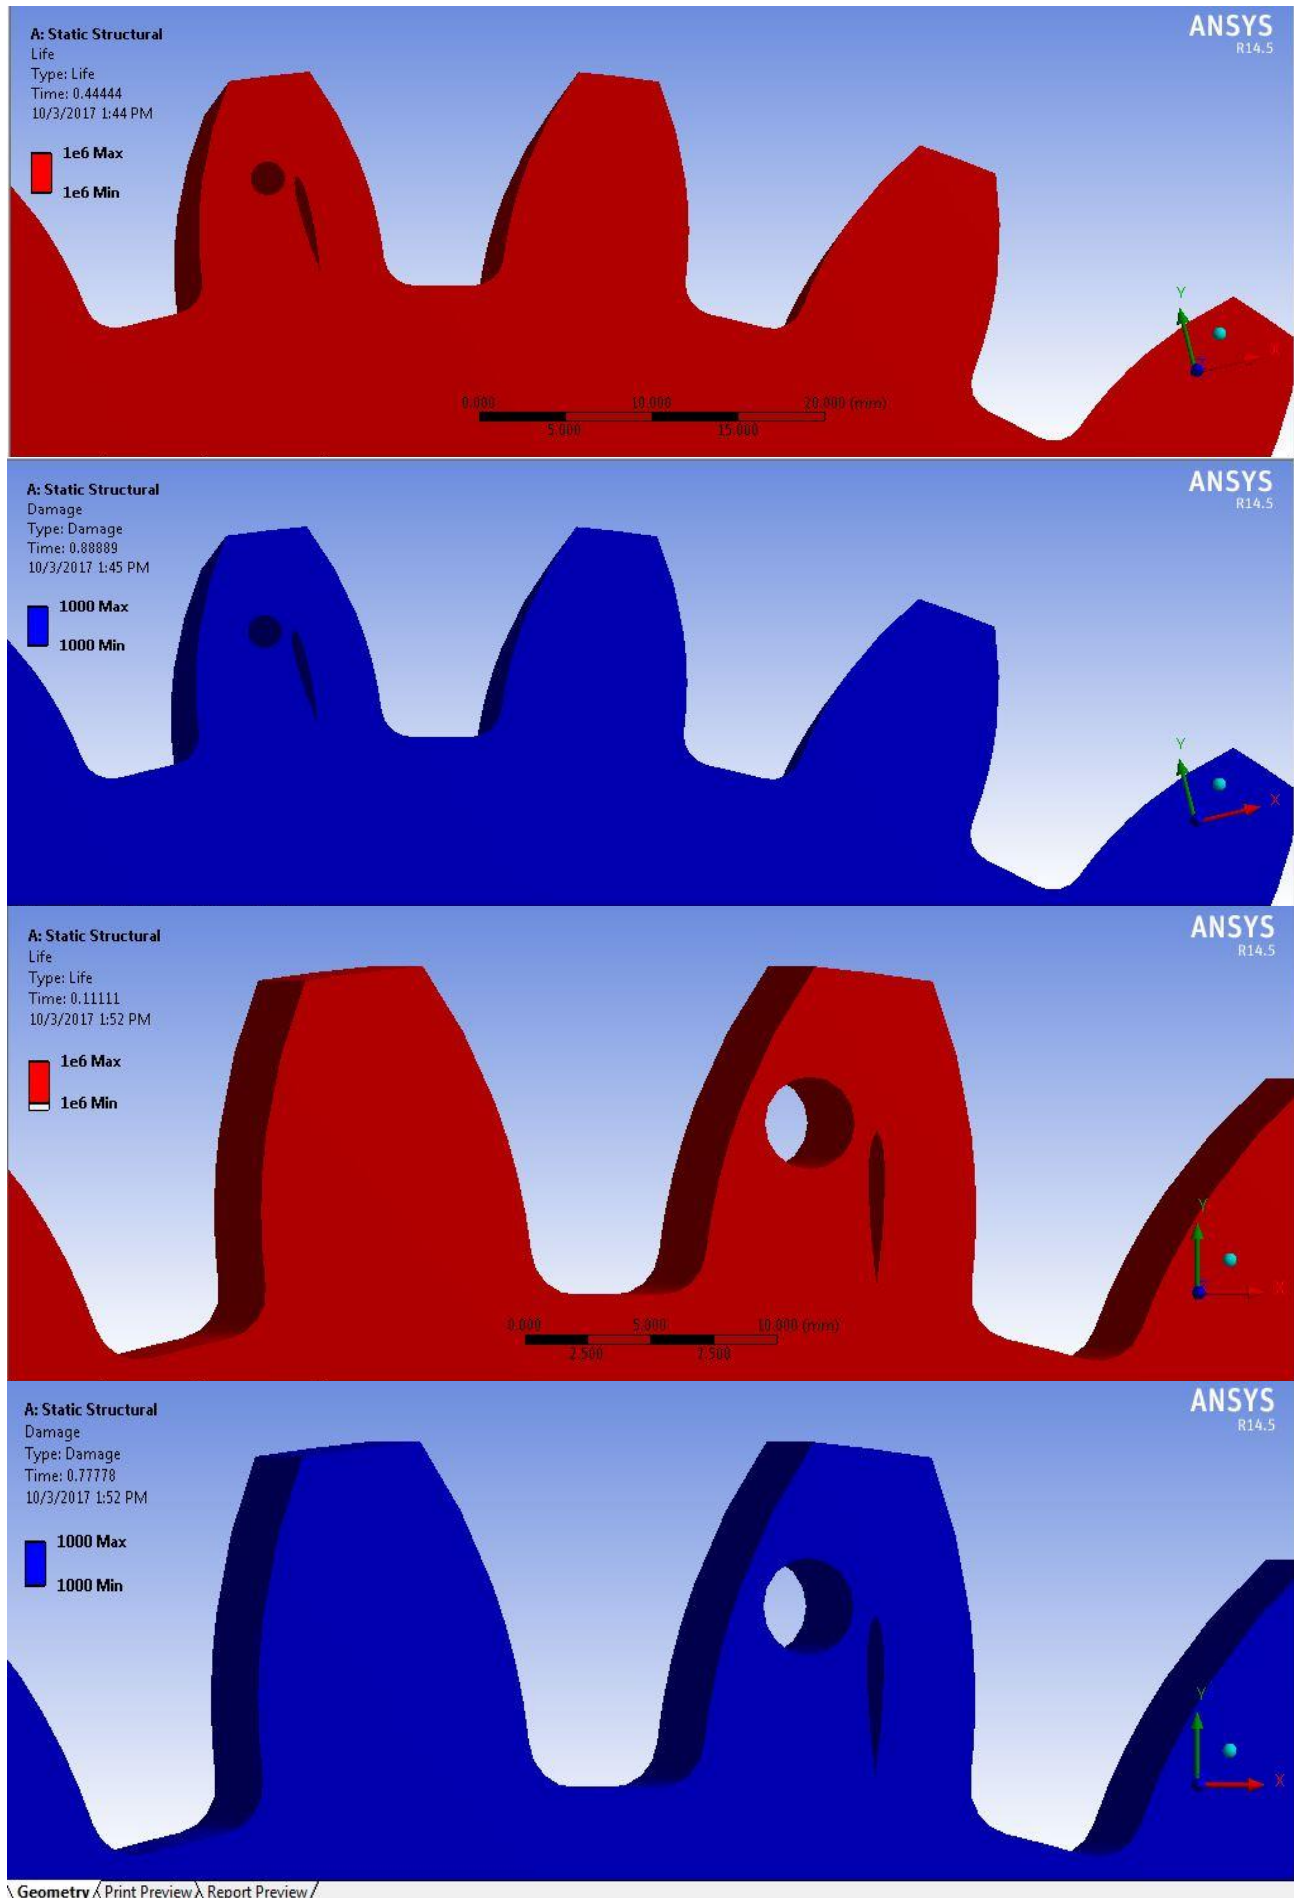 A: Static Structural
Life
Type: Life
Time: 0.44444
10/3/2017 1:44 PM
1e6 Max
1e6 Min
ANSYS
R14.5
Y
X
0.000 10.000 20.000 (mm)
5.000 15.000
A: Static Structural
Damage
Type: Damage
Time: 0.88889
10/3/2017 1:45 PM
1000 Max
1000 Min
ANSYS
R14.5
Y
X
A: Static Structural
Life
Type: Life
Time: 0.11111
10/3/2017 1:52 PM
1e6 Max
1e6 Min
ANSYS
R14.5
Y
X
0.000 5.000 10.000 (mm)
2.500 7.500
A: Static Structural
Damage
Type: Damage
Time: 0.77778
10/3/2017 1:52 PM
1000 Max
1000 Min
ANSYS
R14.5
Y
X
Geometry Print Preview Report Preview